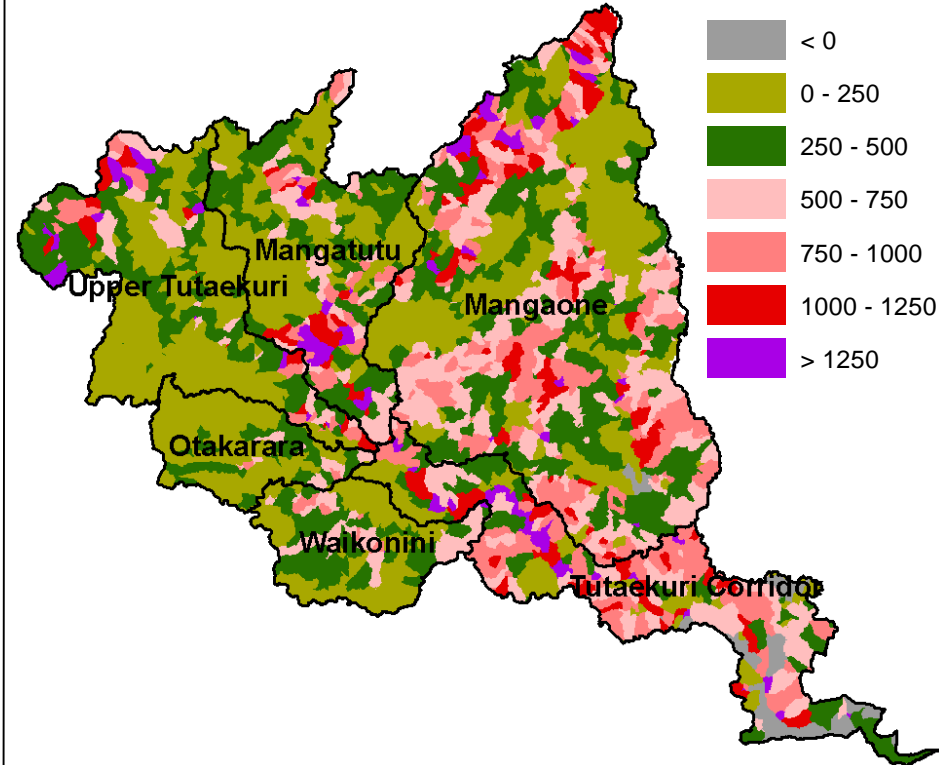 < 0
0 - 250
250 - 500
500 - 750
750 - 1000
1000 - 1250
> 1250
Mangatutu
Upper Tutaekuri
Mangaone
Otakarara
Waikonini
Tutaekuri Corridor